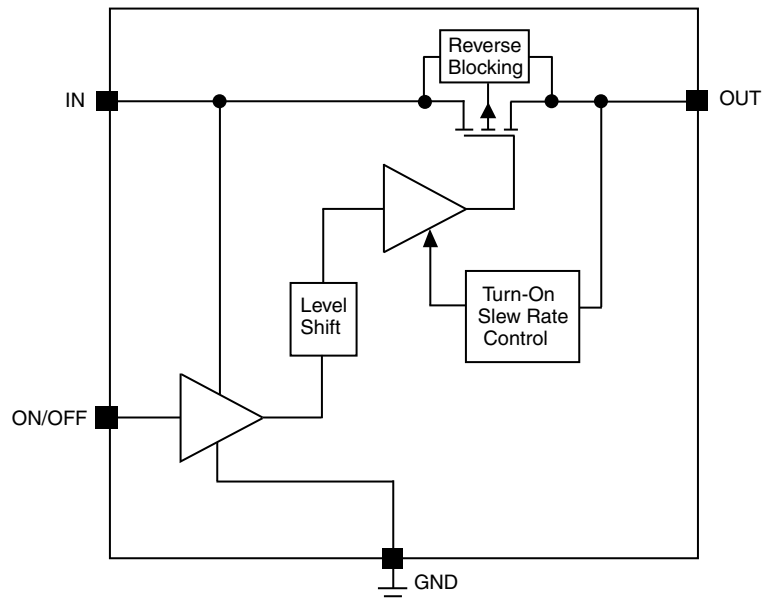 Reverse
Blocking
IN
OUT
Level
Shift
Turn-On
Slew Rate
Control
ON/OFF
GND